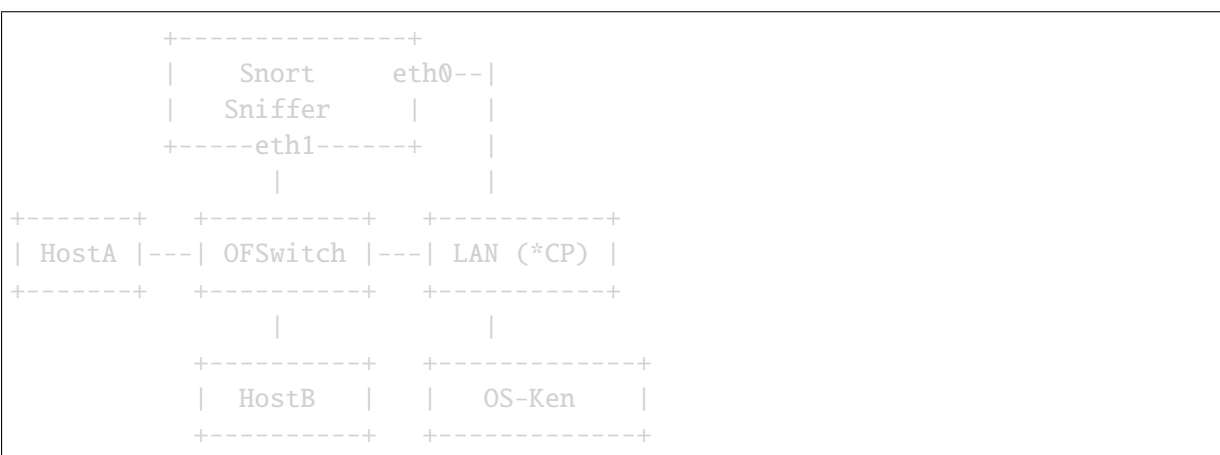 +---------------+
          |    Snort     eth0--|
          |   Sniffer      |    |
          +-----eth1------+     |
                 |              |
+-------+   +----------+   +-----------+
| HostA |---| OFSwitch |---| LAN (*CP) |
+-------+   +----------+   +-----------+
                 |              |
            +----------+   +-------------+
            |  HostB   |   |   OS-Ken    |
            +----------+   +-------------+